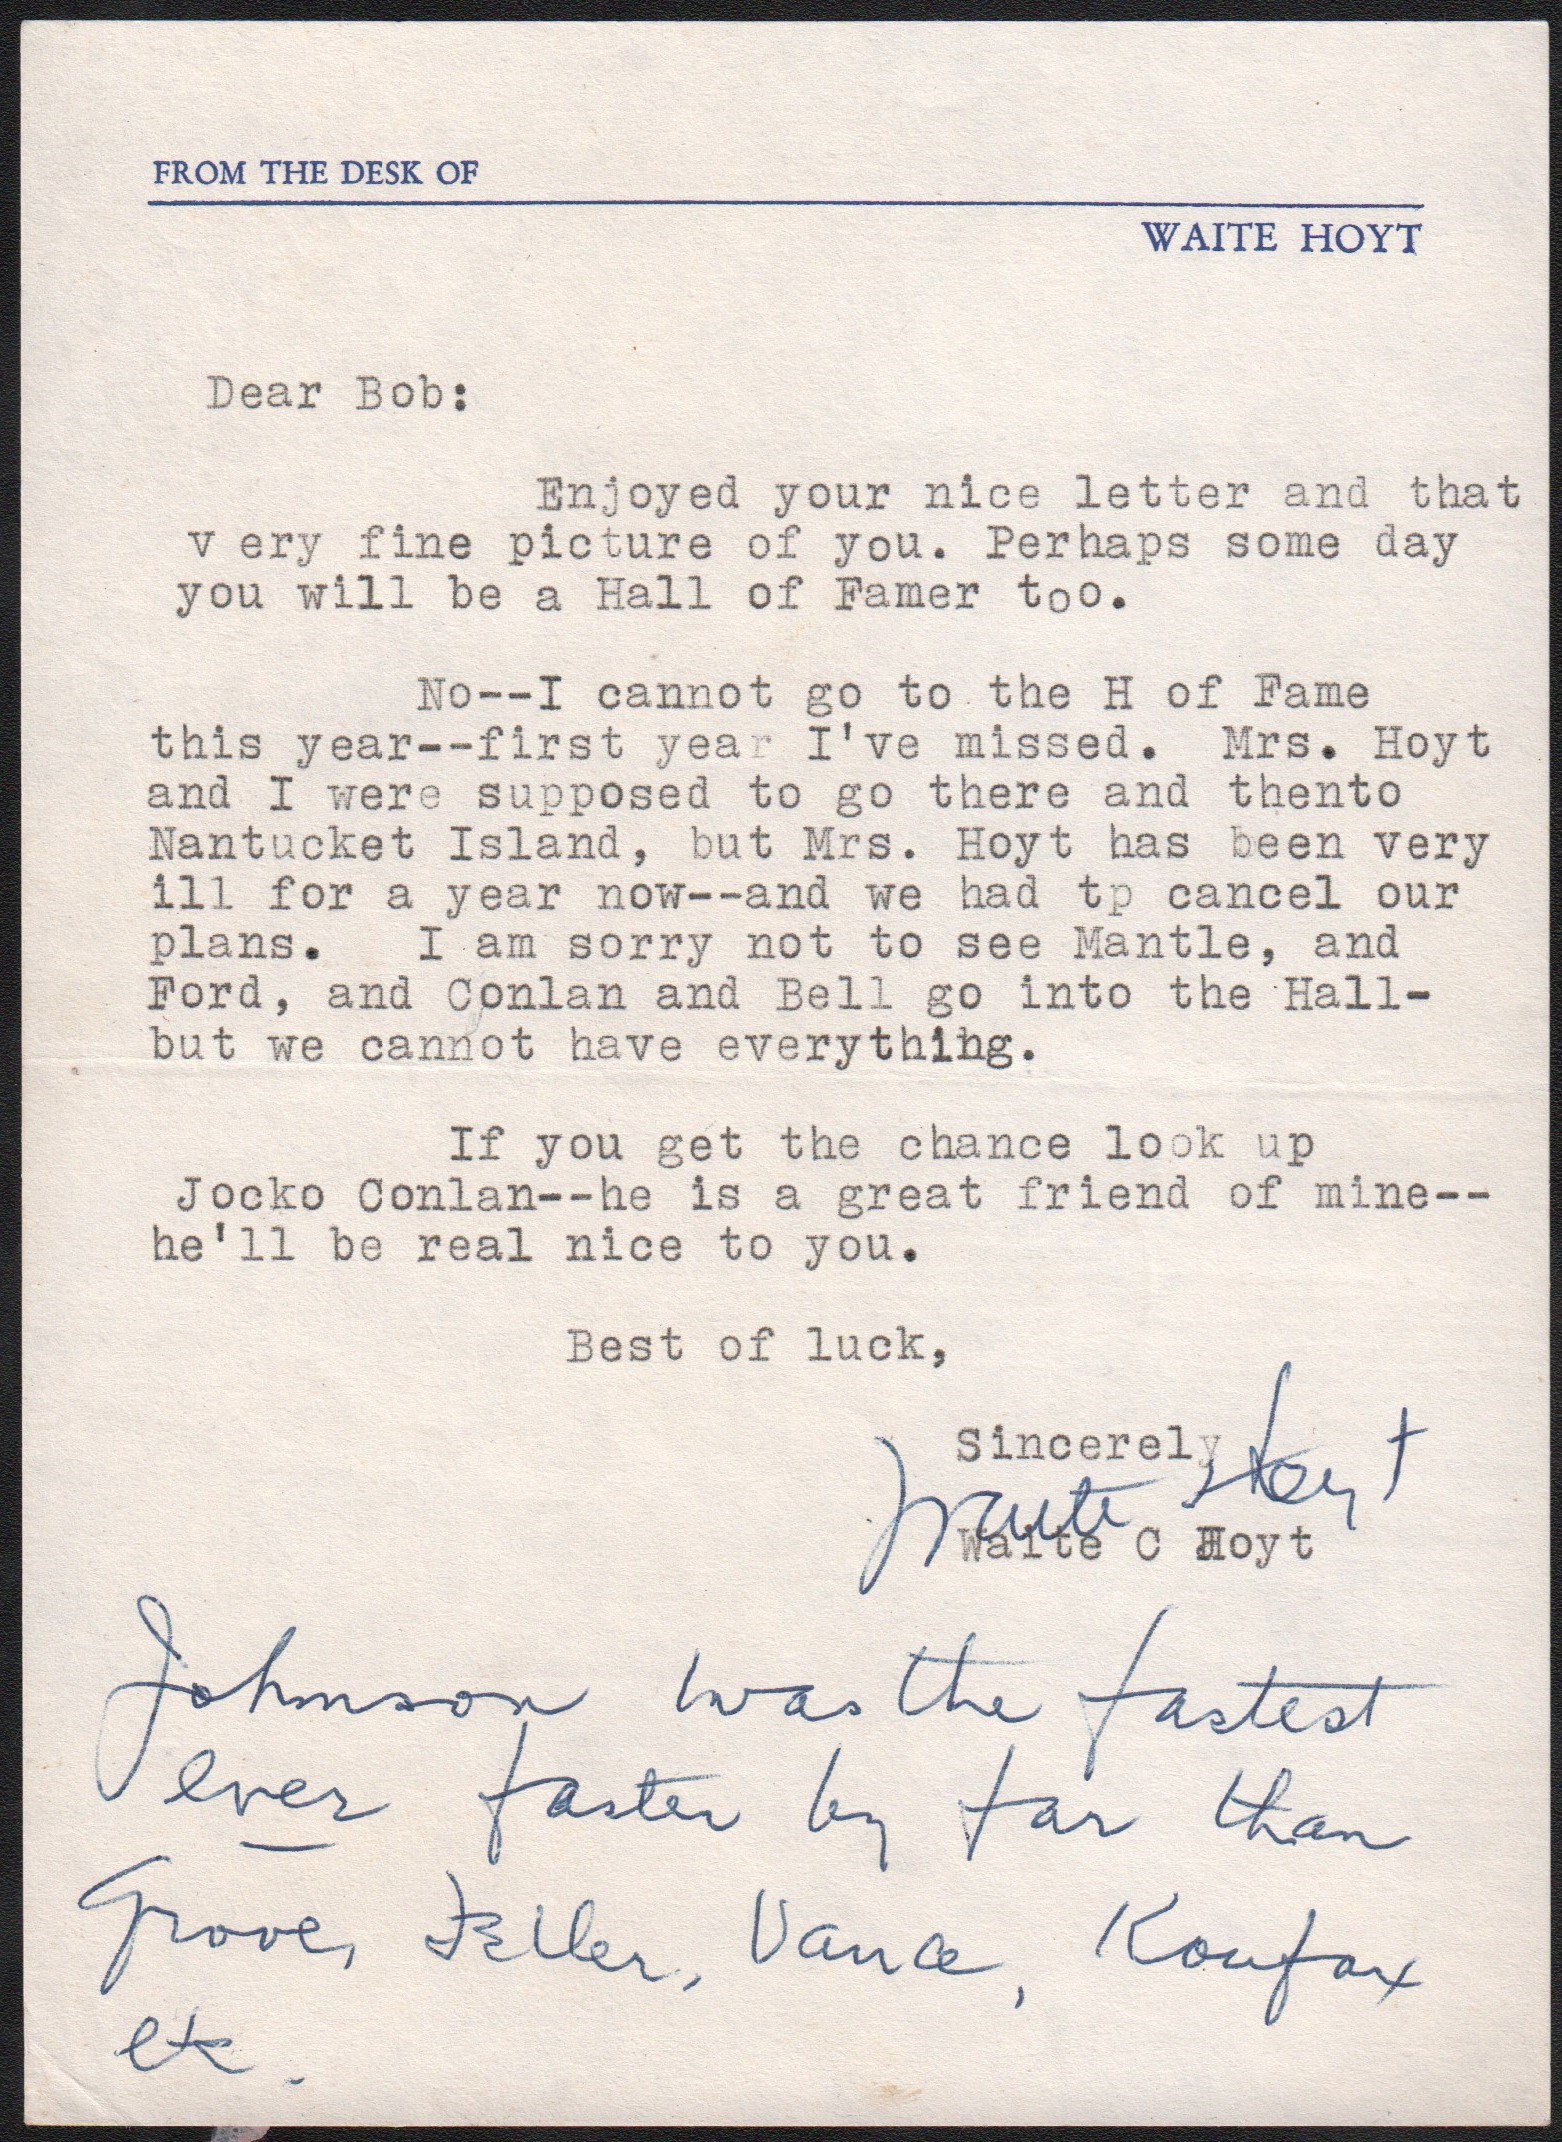 FROM THE DESK OF
WAITE HOYT
Dear Bob:
Enjoyed your nice letter and that
v ery fine picture of you. Perhaps some day
you will be a Hall of Famer too.
No--I cannot go to the H of Fame
this year--first year I've missed. Mrs. Hoyt
and I were supposed to go there and thento
Nantucket Island, but Mrs. Hoyt has been very
ill for a year now--and we had tp cancel our
plans. I am sorry not to see Mantle, and
Ford, and Conlan and Bell go into the Hall-
but we cannot have everything.
If you get the chance look up
Jocko Conlan--he is a great friend of mine--
he'll be real nice to you.
Best of luck,
Sincerely
Waite Hoyt
Waite C Hoyt
Johnson was the fastest
ever faster by far than
Grove, Feller, Vance, Koufax
etc.